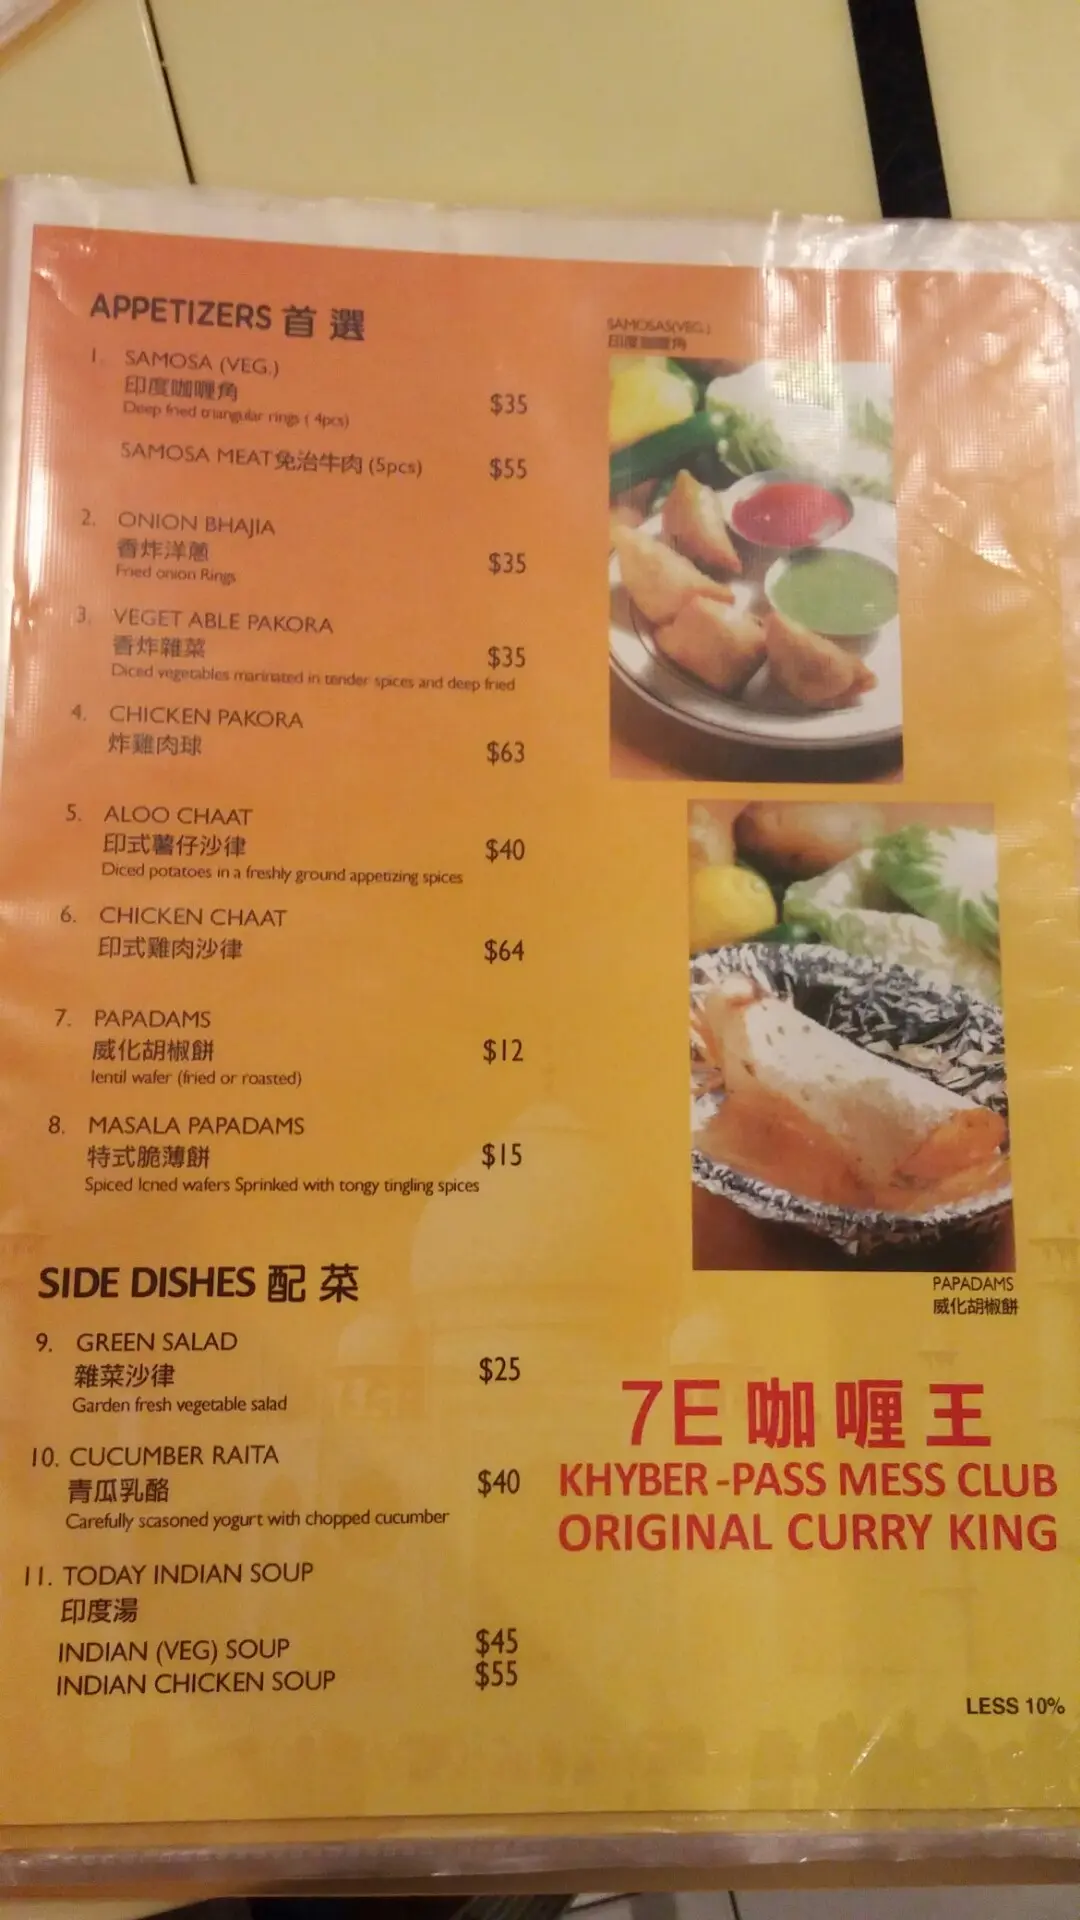 APPETIZERS 首選
1. SAMOSA (VEG.)
印度咖喱角
Deep fried triangular rings ( 4pcs)
$35
SAMOSA MEAT免治牛肉 (5pcs) $55
2. ONION BHAJIA
香炸洋蔥
$35
Fried onion Rings
3. VEGET ABLE PAKORA
香炸雜菜
$35
Diced vegetables marinated in tender spices and deep fried
4. CHICKEN PAKORA
炸雞肉球
$63
5. ALOO CHAAT
印式薯仔沙律
$40
Diced potatoes in a freshly ground appetizing spices
6. CHICKEN CHAAT
印式雞肉沙律
$64
7. PAPADAMS
威化胡椒餅
$12
lentil wafer (fried or roasted)
8. MASALA PAPADAMS
特式脆薄餅
$15
Spiced lcned wafers Sprinked with tongy tingling spices
SIDE DISHES 配菜
9. GREEN SALAD
雜菜沙律
$25
Garden fresh vegetable salad
10. CUCUMBER RAITA
青瓜乳酪
$40
Carefully scasoned yogurt with chopped cucumber
11. TODAY INDIAN SOUP
印度湯
INDIAN (VEG) SOUP $45
INDIAN CHICKEN SOUP $55
SAMOSAS(VEG.)
印度咖喱角
PAPADAMS
威化胡椒餅
7E 咖喱王
KHYBER-PASS MESS CLUB
ORIGINAL CURRY KING
LESS 10%